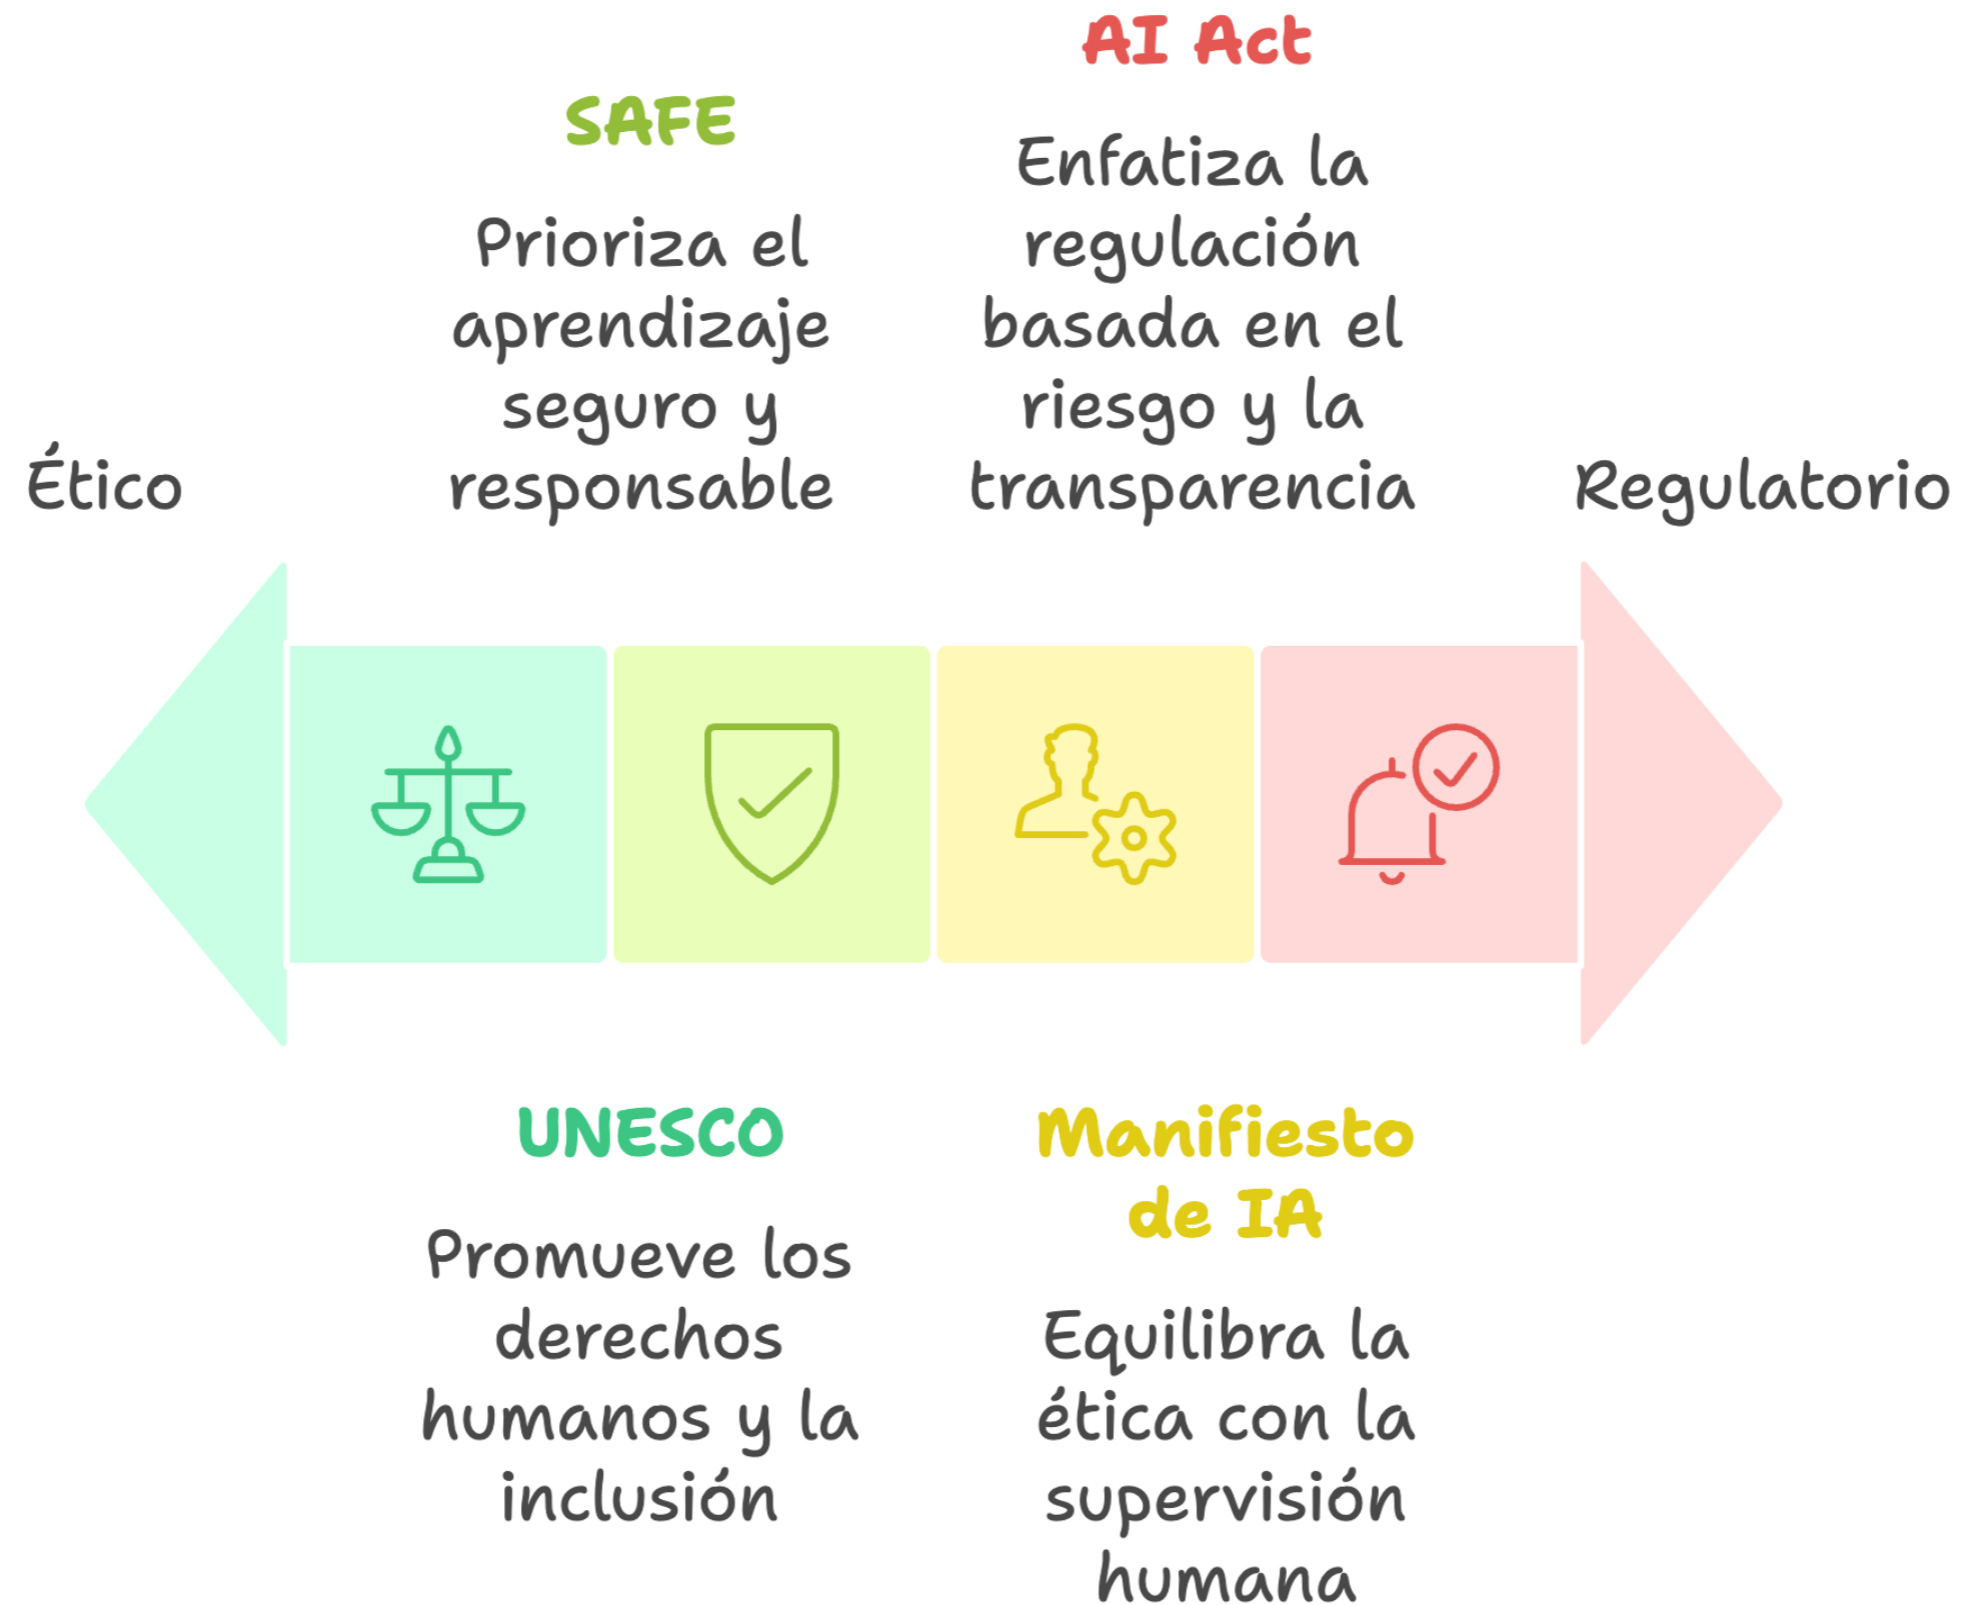 AI Act
Enfatiza la
regulación
basada en el
riesgo y la
transparencia
SAFE
Prioriza el
aprendizaje
seguro y
responsable
Ético
Regulatorio
UNESCO
Promueve los
derechos
humanos y la
inclusión
Manifiesto
de IA
Equilibra la
ética con la
supervisión
humana